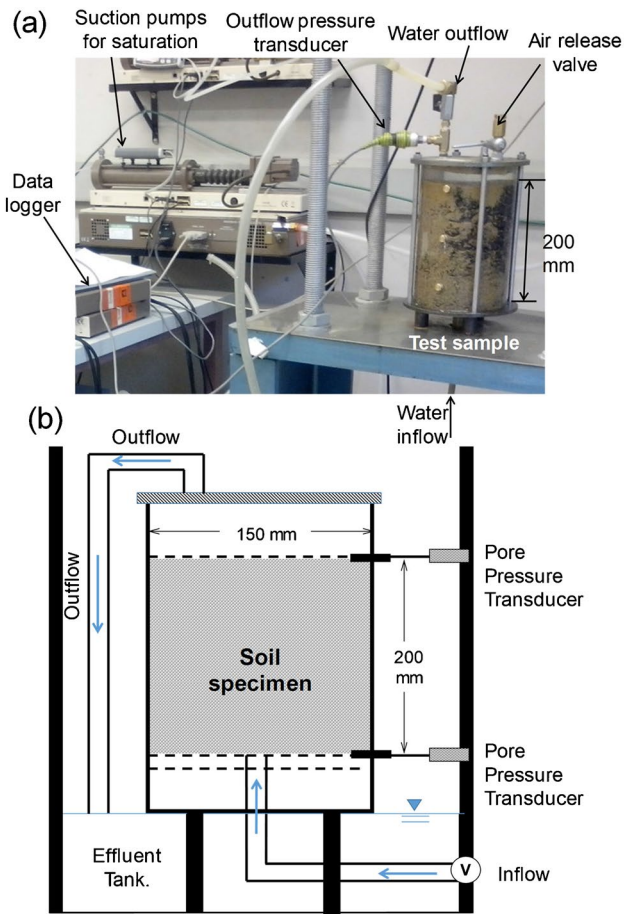 (a)
Suction pumps
for saturation
Outflow pressure
transducer
Water outflow
Air release
valve
Data
logger
200
mm
Test sample
Water
inflow
(b)
Outflow
Outflow
150 mm
Pore
Pressure
Transducer
200
mm
Soil
specimen
Pore
Pressure
Transducer
Effluent
Tank.
V
Inflow